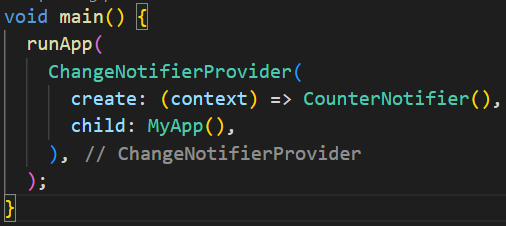 void main() {
  runApp(
    ChangeNotifierProvider(
      create: (context) => CounterNotifier(),
      child: MyApp(),
    ), // ChangeNotifierProvider
  );
}